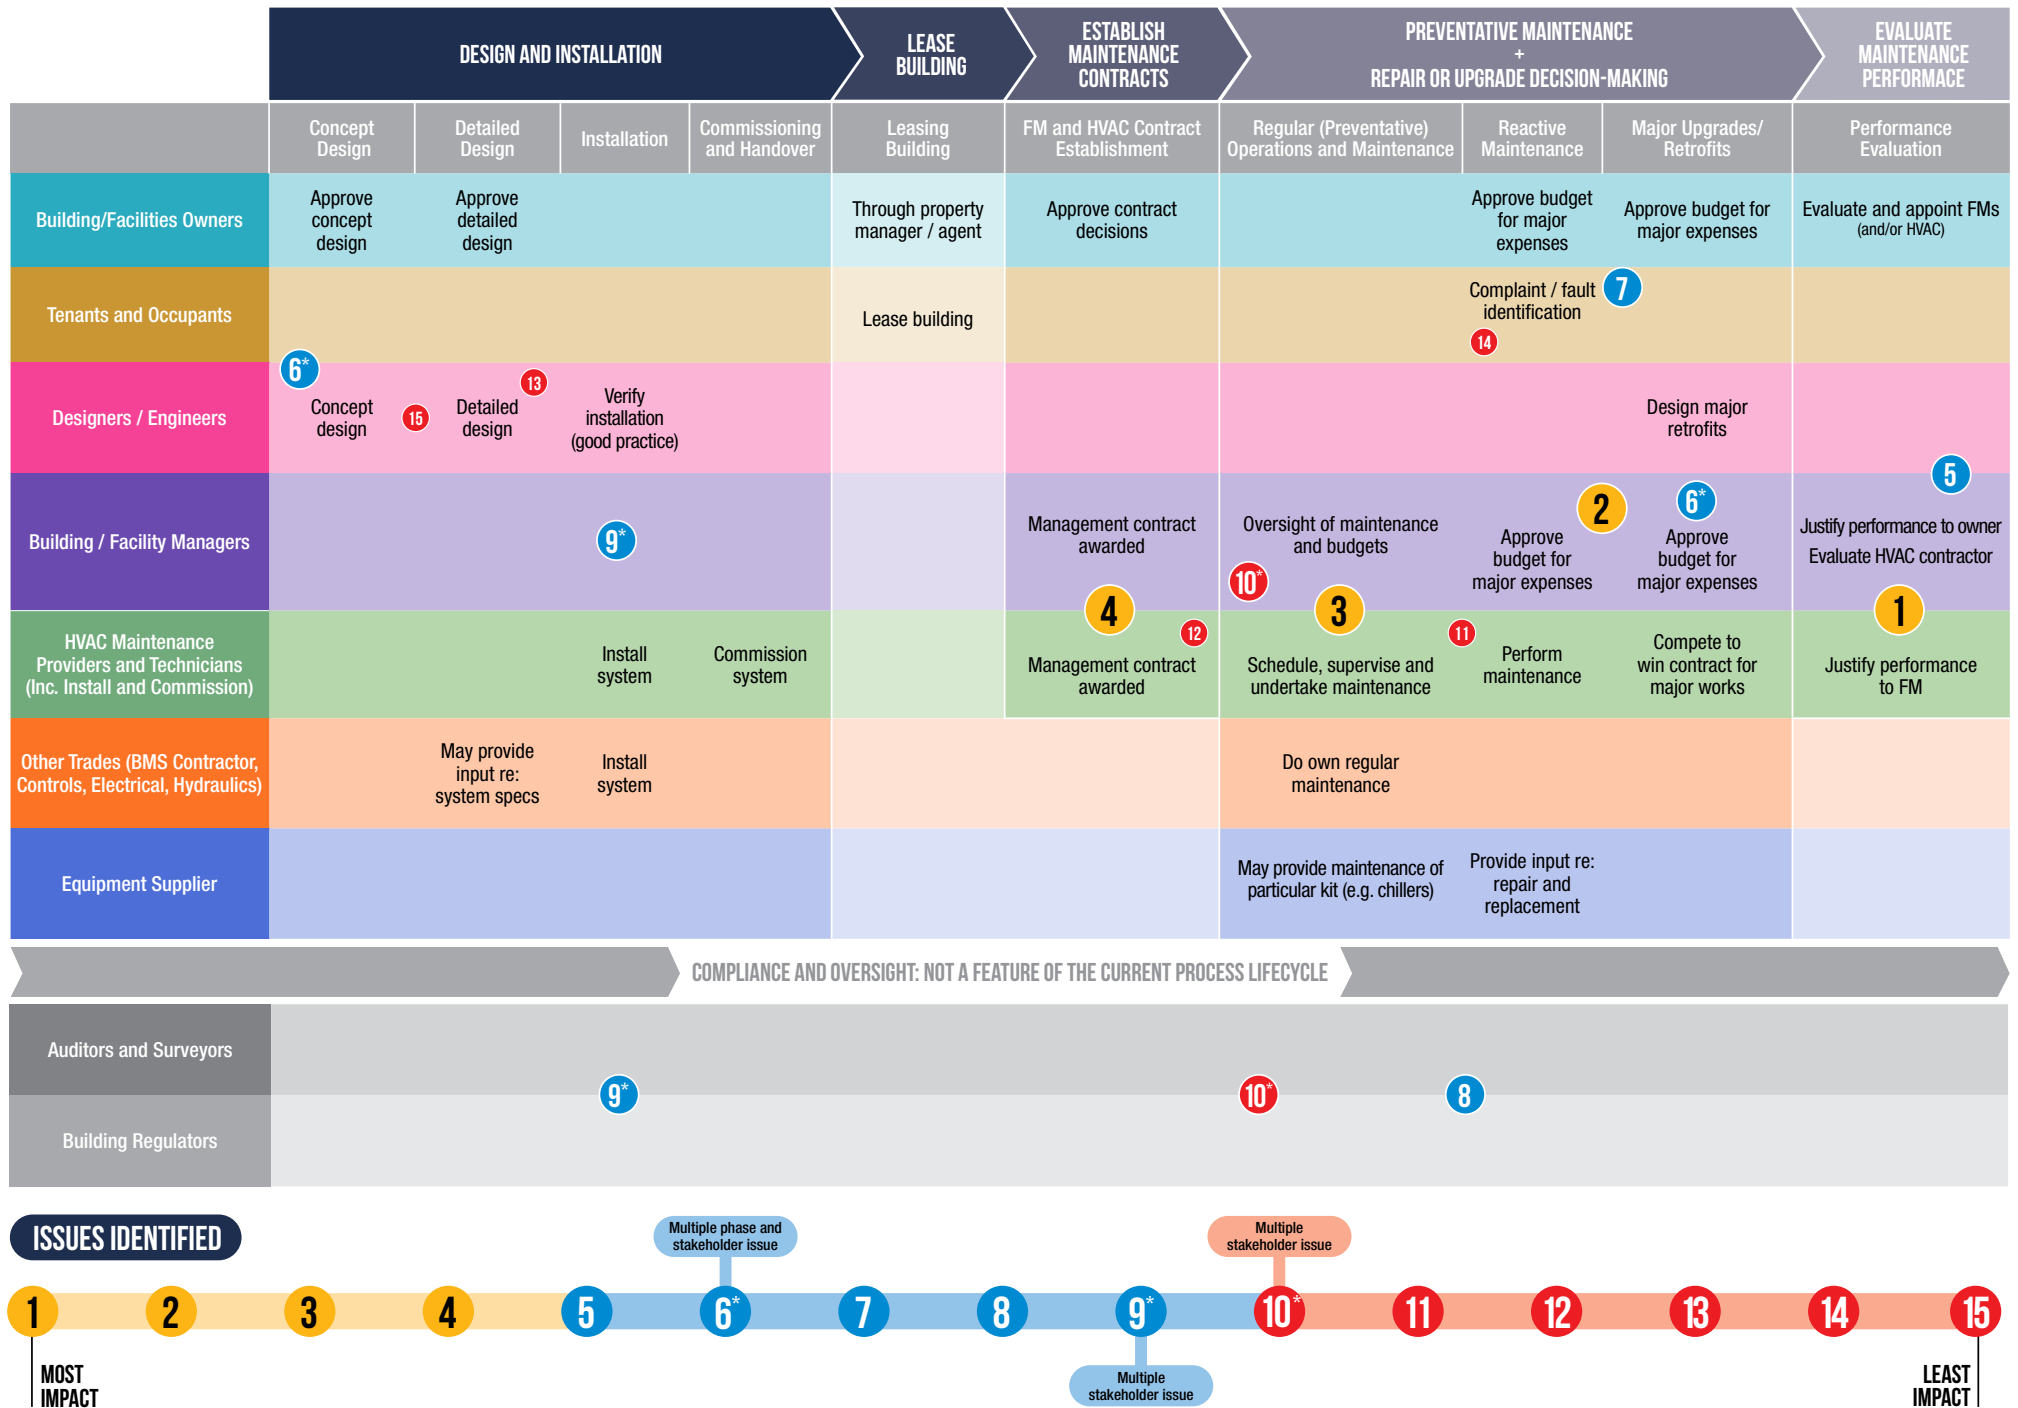 DESIGN AND INSTALLATION
LEASE
BUILDING
ESTABLISH
MAINTENANCE
CONTRACTS
PREVENTATIVE MAINTENANCE
+
REPAIR OR UPGRADE DECISION-MAKING
EVALUATE
MAINTENANCE
PERFORMACE
Concept
Design
Detailed
Design
Installation
Commissioning
and Handover
Leasing
Building
FM and HVAC Contract
Establishment
Regular (Preventative)
Operations and Maintenance
Reactive
Maintenance
Major Upgrades/
Retrofits
Performance
Evaluation
Building/Facilities Owners
Approve
concept
design
Approve
detailed
design
Through property
manager / agent
Approve contract
decisions
Approve budget
for major
expenses
Approve budget for
major expenses
Evaluate and appoint FMs
(and/or HVAC)
Tenants and Occupants
Lease building
Complaint / fault
identification
7
14
6*
Designers / Engineers
Concept
design
15
Detailed
design
13
Verify
installation
(good practice)
Design major
retrofits
5
Building / Facility Managers
9*
Management contract
awarded
Oversight of maintenance
and budgets
10*
2
Approve
budget for
major expenses
6*
Approve
budget for
major expenses
Justify performance to owner
Evaluate HVAC contractor
4
3
1
HVAC Maintenance
Providers and Technicians
(Inc. Install and Commission)
Install
system
Commission
system
12
Management contract
awarded
Schedule, supervise and
undertake maintenance
11
Perform
maintenance
Compete to
win contract for
major works
Justify performance
to FM
Other Trades (BMS Contractor,
Controls, Electrical, Hydraulics)
May provide
input re:
system specs
Install
system
Do own regular
maintenance
Equipment Supplier
May provide maintenance of
particular kit (e.g. chillers)
Provide input re:
repair and
replacement
COMPLIANCE AND OVERSIGHT: NOT A FEATURE OF THE CURRENT PROCESS LIFECYCLE
Auditors and Surveyors
9*
10*
8
Building Regulators
ISSUES IDENTIFIED
Multiple phase and
stakeholder issue
Multiple
stakeholder issue
1
2
3
4
5
6*
7
8
9*
10*
11
12
13
14
15
MOST
IMPACT
Multiple
stakeholder issue
LEAST
IMPACT